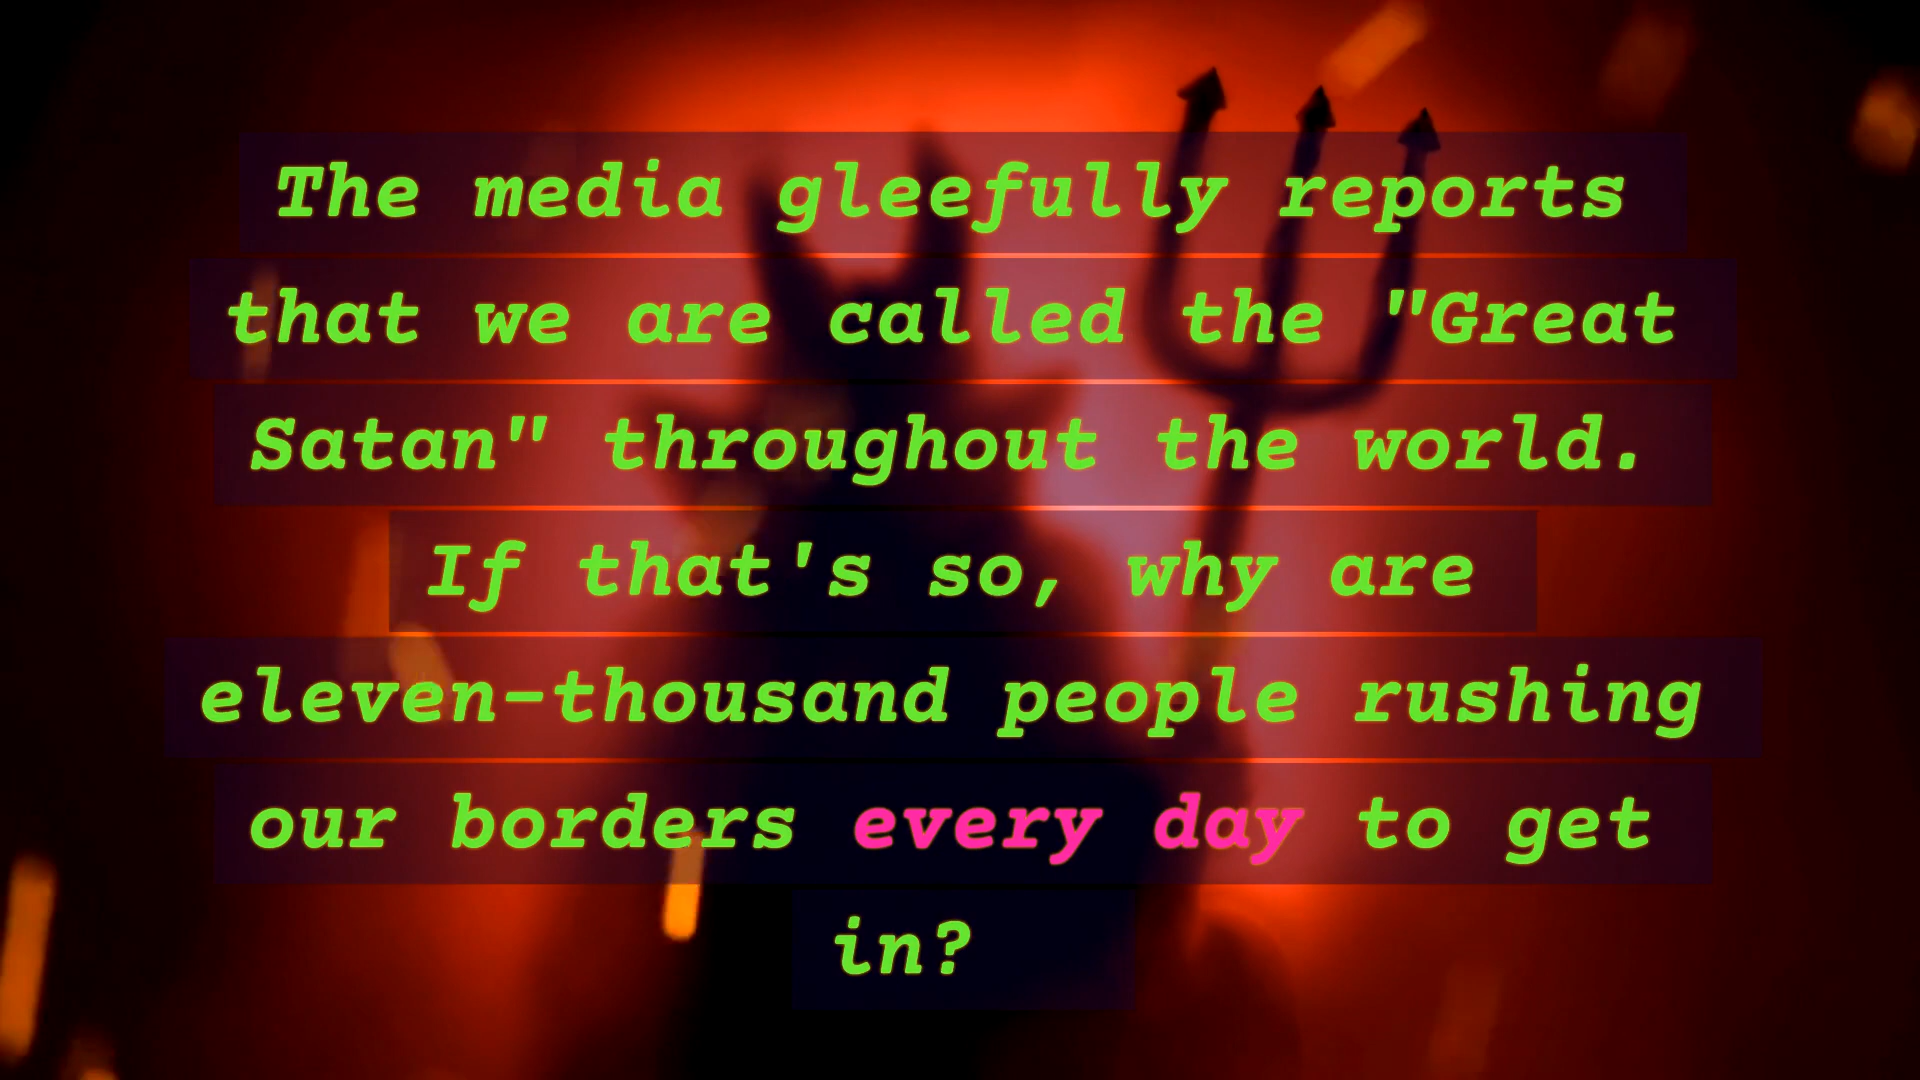 The media gleefully reports
that we are called the "Great
Satan" throughout the world.
If that's so, why are
eleven-thousand people rushing
our borders every day to get
in?